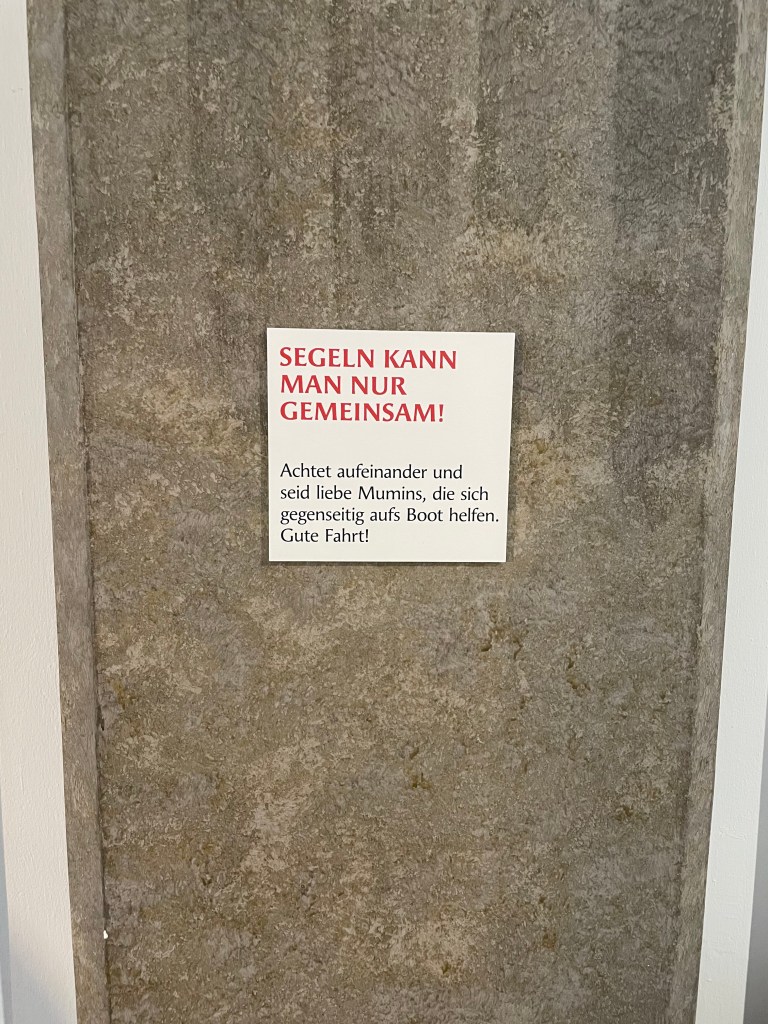 SEGELN KANN
MAN NUR
GEMEINSAM!
Achtet aufeinander und
seid liebe Mumins, die sich
gegenseitig aufs Boot helfen.
Gute Fahrt!